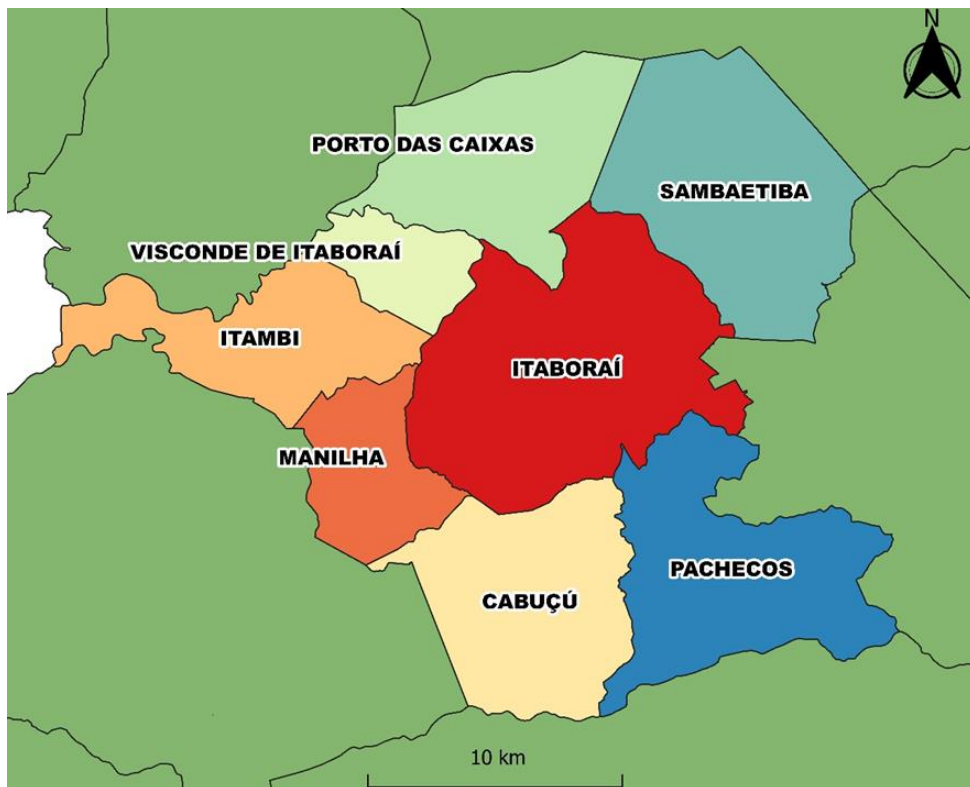 N
PORTO DAS CAIXAS
SAMBAETIBA
VISCONDE DE ITABORAÍ
ITAMBI
ITABORAÍ
MANILHA
PACHECOS
CABUÇÚ
10 km